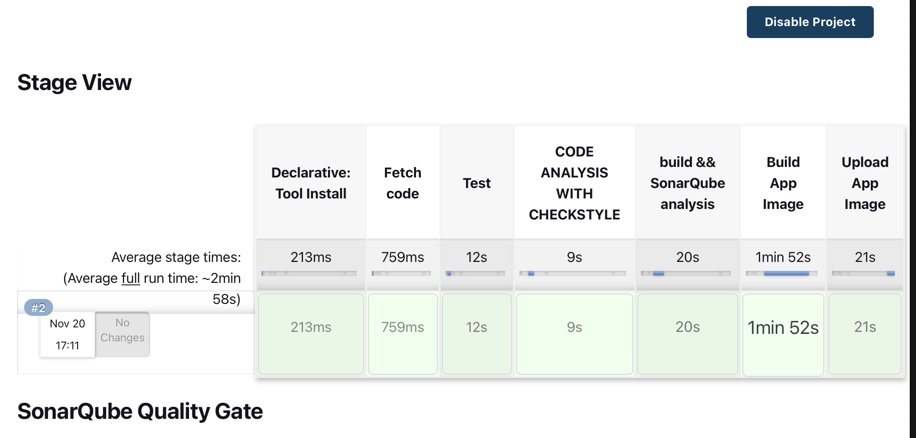 Disable Project
Stage View
Declarative:
Tool Install
Fetch
code
Test
CODE
ANALYSIS
WITH
CHECKSTYLE
build &&
SonarQube
analysis
Build
App
Image
Upload
App
Image
Average stage times:
(Average full run time: ~2min
58s)
213ms
759ms
12s
9s
20s
1min 52s
21s
#2
Nov 20
17:11
No
Changes
213ms
759ms
12s
9s
20s
1min 52s
21s
SonarQube Quality Gate